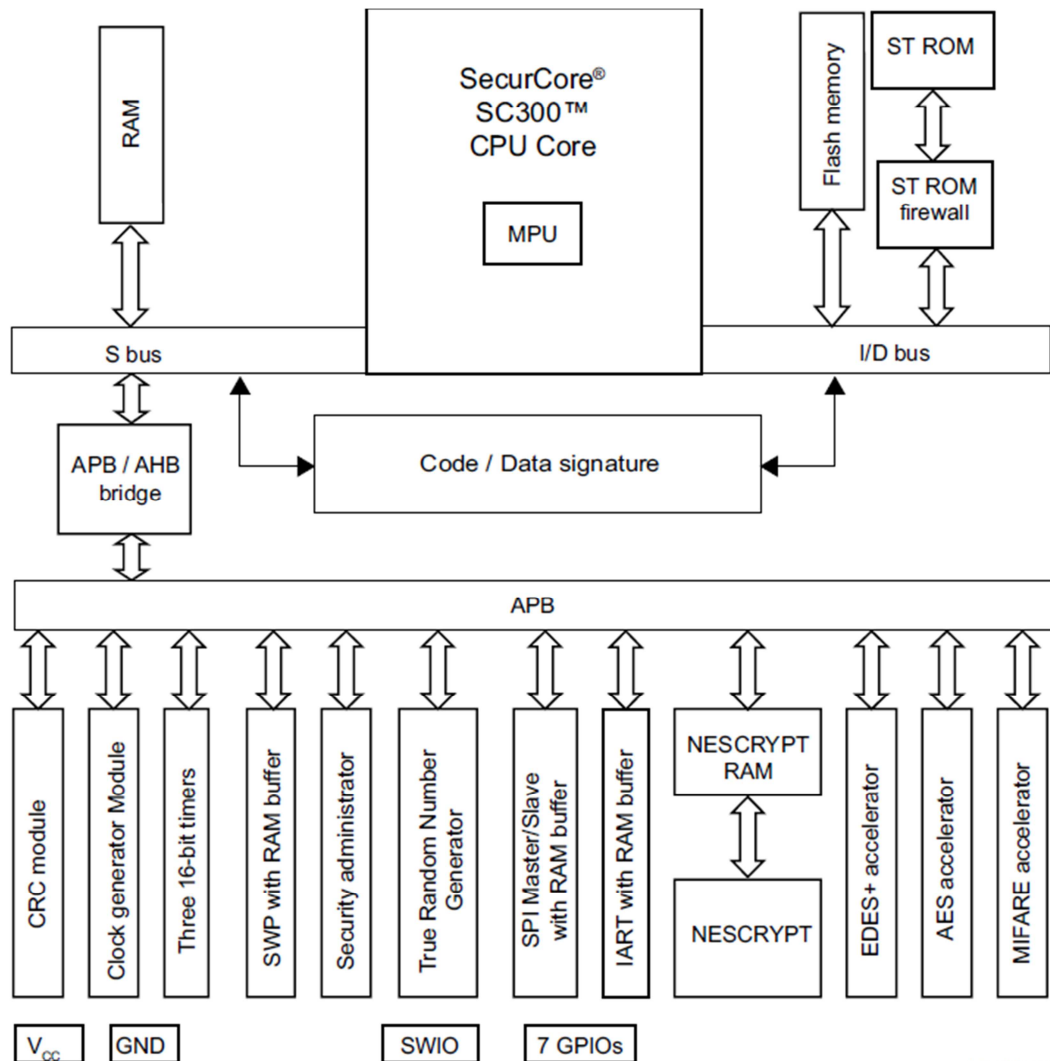 RAM
SecurCore®
SC300™
CPU Core
MPU
Flash memory
ST ROM
ST ROM
firewall
S bus
I/D bus
APB / AHB
bridge
Code / Data signature
APB
CRC module
Clock generator Module
Three 16-bit timers
SWP with RAM buffer
Security administrator
True Random Number
Generator
SPI Master/Slave
with RAM buffer
IART with RAM buffer
NESCRYPT
RAM
NESCRYPT
EDES+ accelerator
AES accelerator
MIFARE accelerator
VCC
GND
SWIO
7 GPIOs